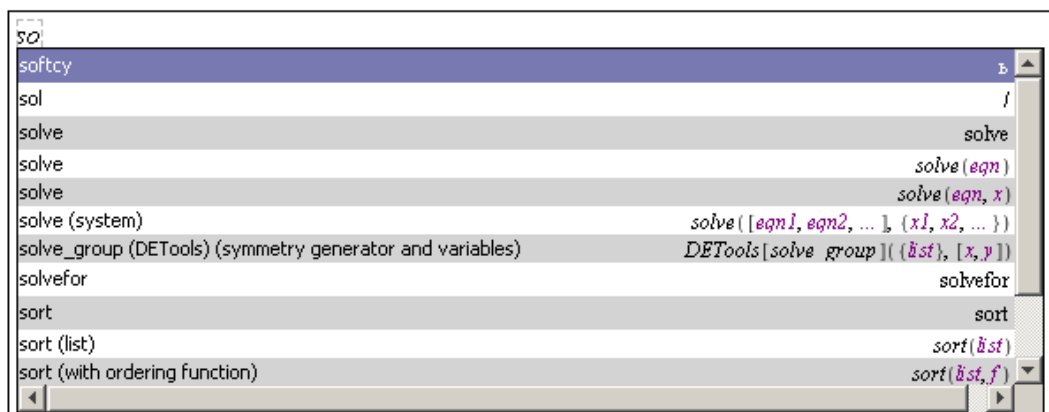 so
softcy ь
sol /
solve solve
solve solve(eqn)
solve solve(eqn, x)
solve (system) solve([eqn1, eqn2, ... ], {x1, x2, ... })
solve_group (DETools) (symmetry generator and variables) DETools[solve_group]({list}, [x, y])
solvefor solvefor
sort sort
sort (list) sort(list)
sort (with ordering function) sort(list, f)